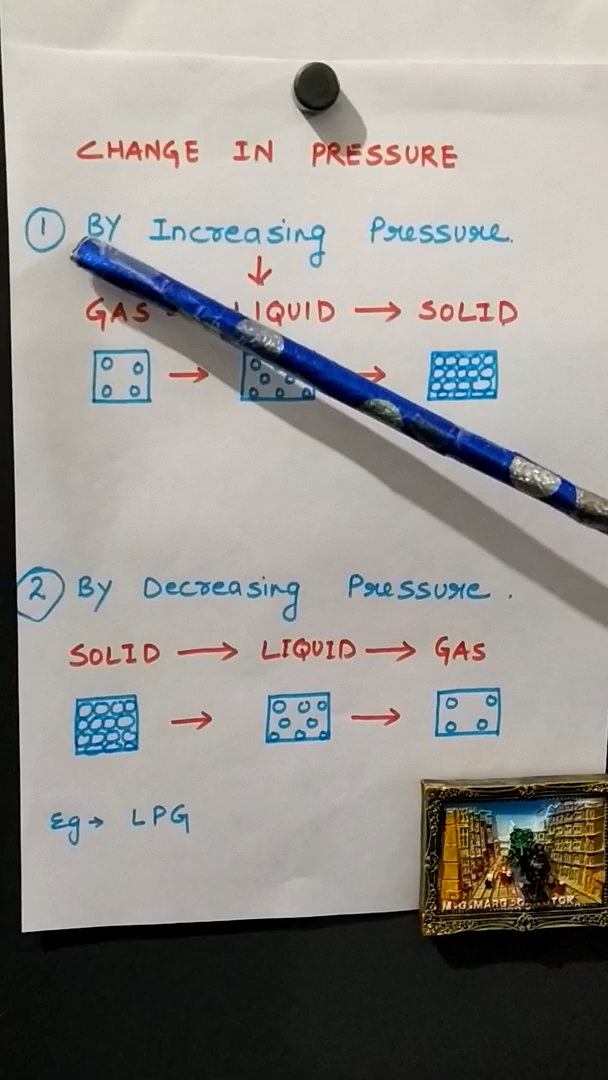 CHANGE IN PRESSURE
1 BY Increasing Pressure.
↓
GAS LIQUID → SOLID
→ →
2 BY Decreasing Pressure.
SOLID → LIQUID → GAS
→ →
Eg → LPG
M.G.MARG